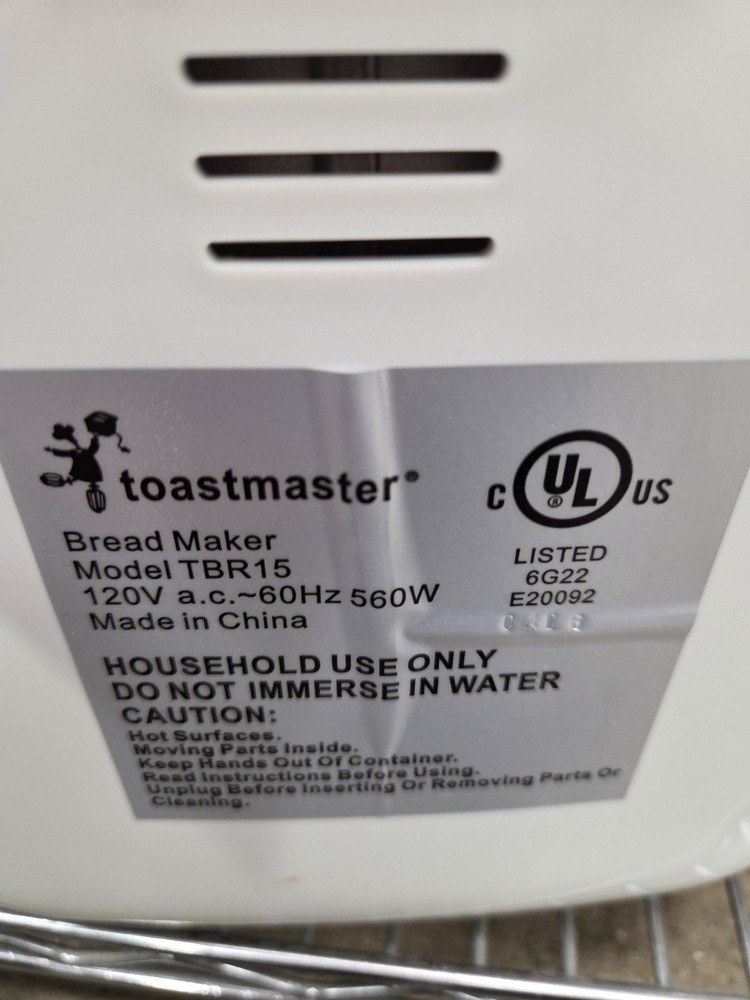 toastmaster®
Bread Maker
Model TBR15
120V a.c.~60Hz 560W
Made in China
C UL® US
LISTED
6G22
E20092
HOUSEHOLD USE ONLY
DO NOT IMMERSE IN WATER
CAUTION:
Hot Surfaces.
Moving Parts Inside.
Keep Hands Out Of Container.
Read Instructions Before Using.
Unplug Before Inserting Or Removing Parts Or
Cleaning.